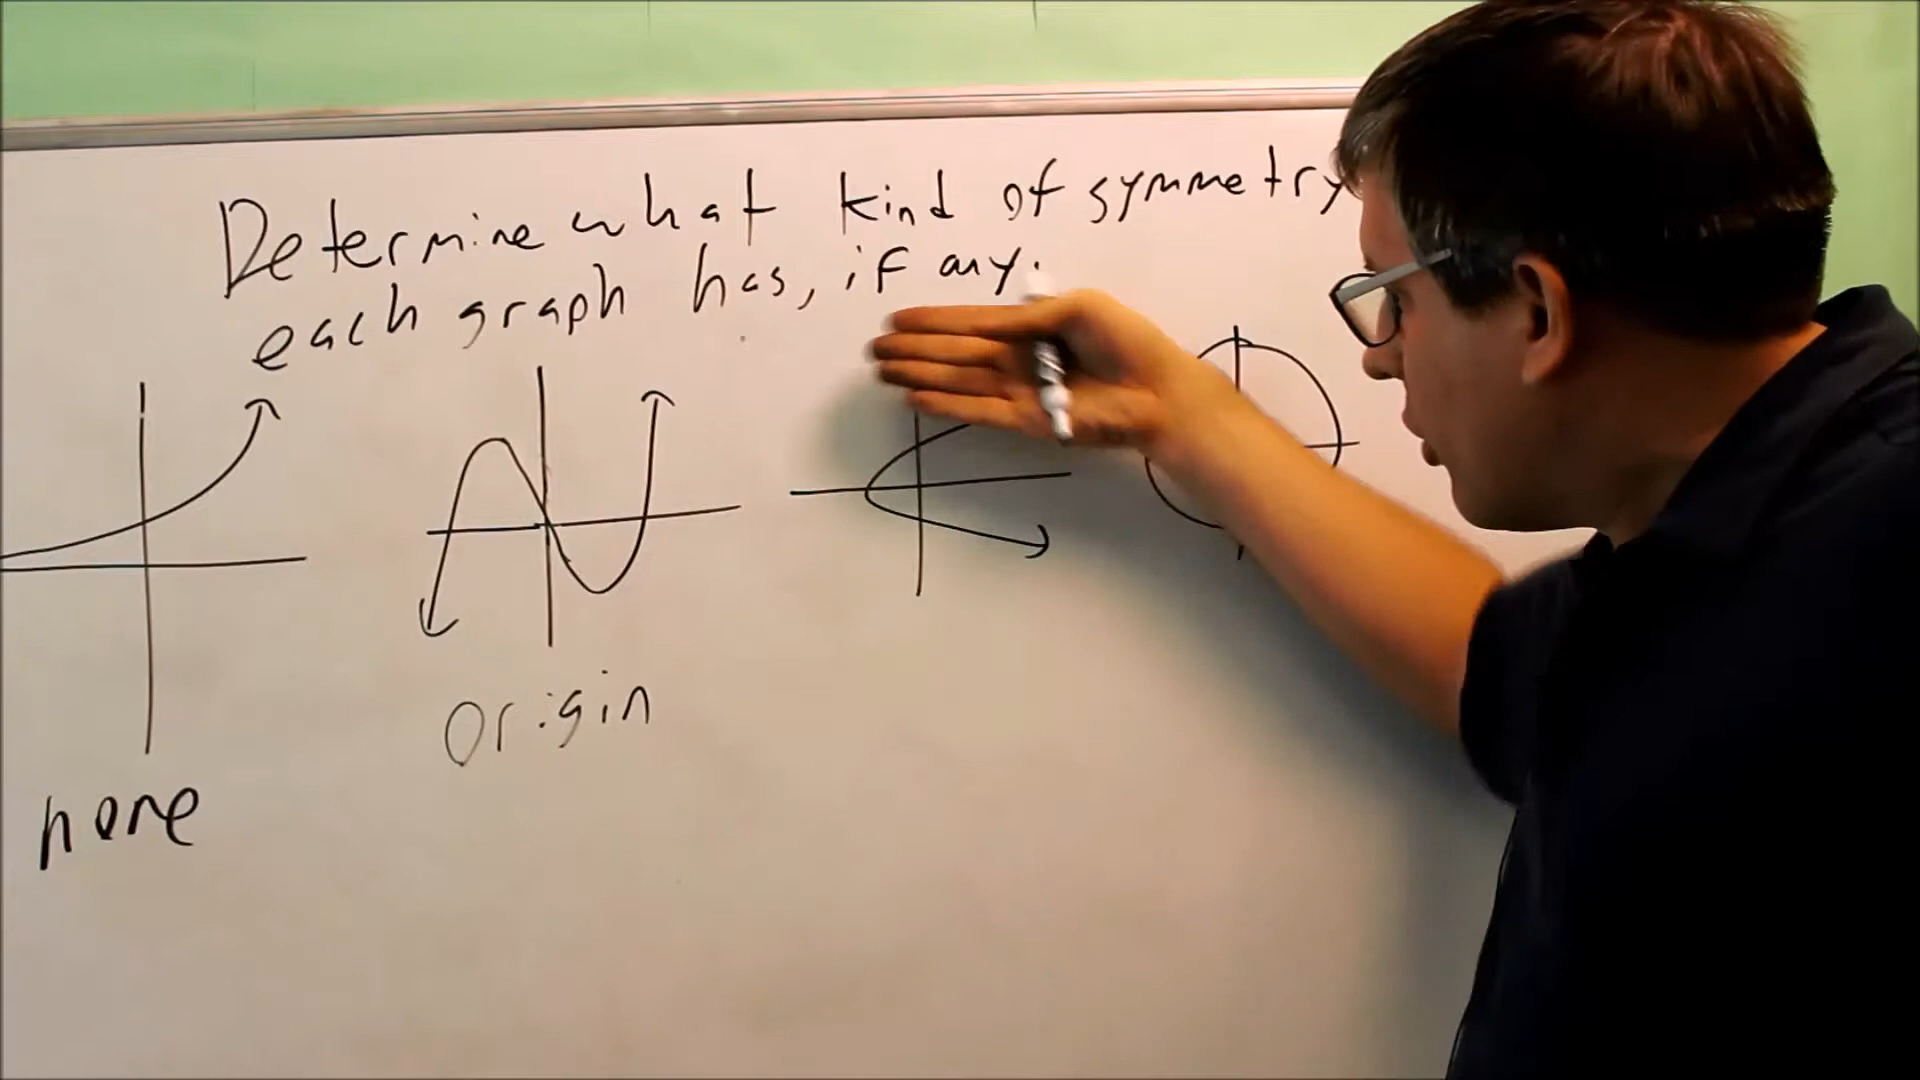 Determine what kind of symmetry
each graph has, if any.
origin
none